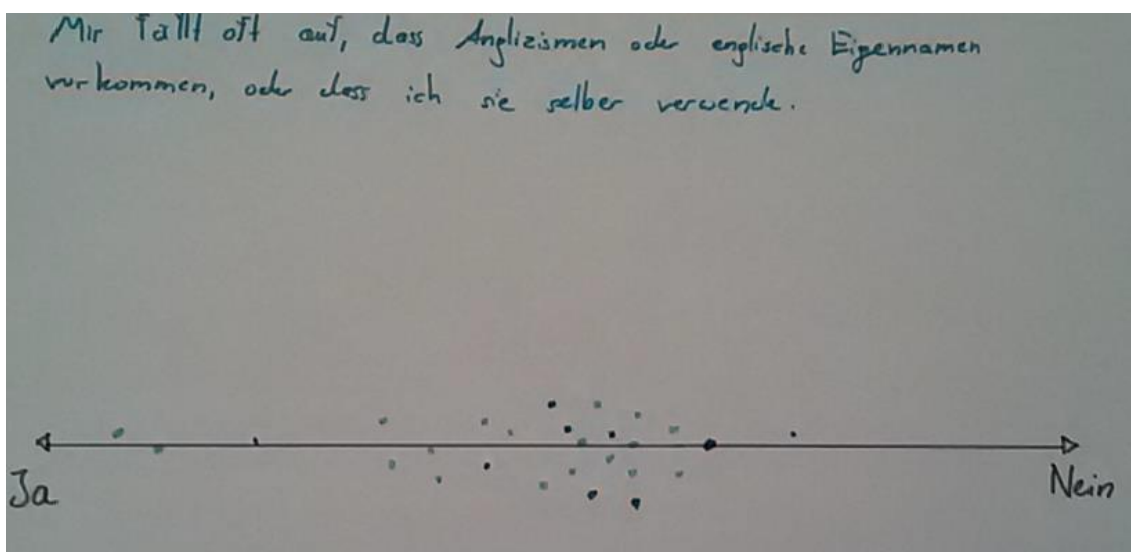 Mir fällt oft auf, dass Anglizismen oder englische Eigennamen
vorkommen, oder dass ich sie selber verwende.
Ja
Nein